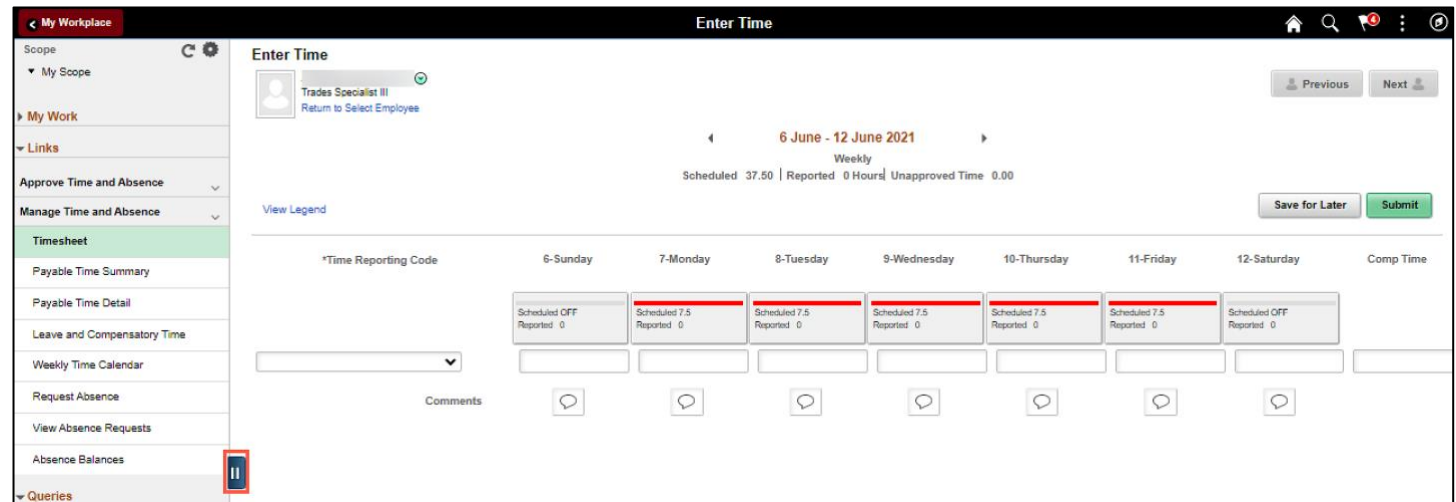 My Workplace
Enter Time
4
Scope
My Scope
My Work
Links
Approve Time and Absence
Manage Time and Absence
Timesheet
Payable Time Summary
Payable Time Detail
Leave and Compensatory Time
Weekly Time Calendar
Request Absence
View Absence Requests
Absence Balances
Queries
Enter Time
Trades Specialist III
Return to Select Employee
Previous Next
6 June - 12 June 2021
Weekly
Scheduled 37.50 | Reported 0 Hours| Unapproved Time 0.00
View Legend
Save for Later Submit
*Time Reporting Code 6-Sunday 7-Monday 8-Tuesday 9-Wednesday 10-Thursday 11-Friday 12-Saturday Comp Time
Scheduled OFF Scheduled 7.5 Scheduled 7.5 Scheduled 7.5 Scheduled 7.5 Scheduled 7.5 Scheduled OFF
Reported 0 Reported 0 Reported 0 Reported 0 Reported 0 Reported 0 Reported 0
Comments